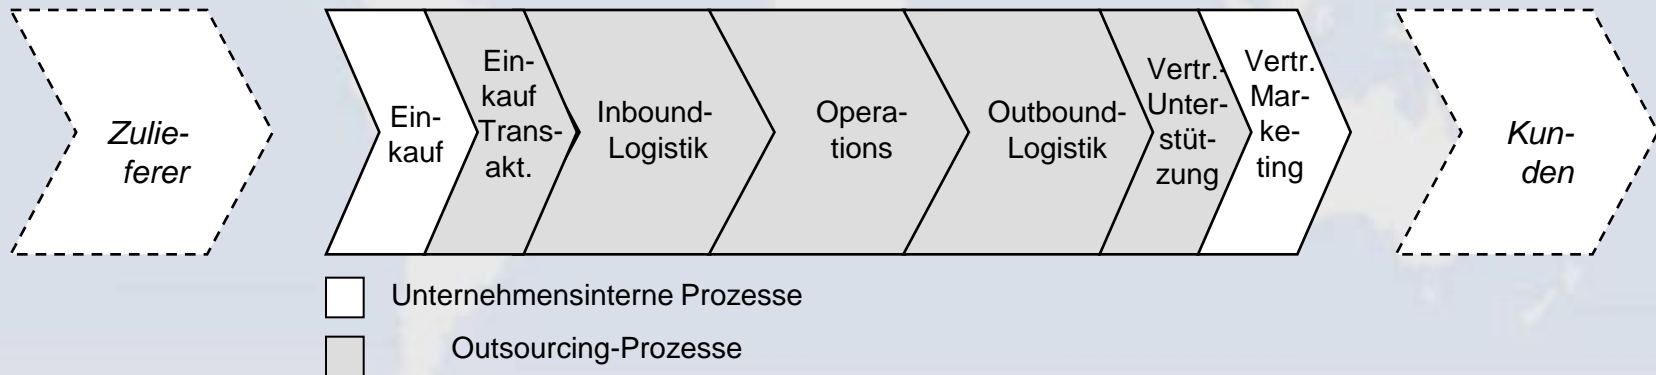 Zulie-
ferer
Ein-
kauf
Ein-
kauf
Trans-
akt.
Inbound-
Logistik
Opera-
tions
Outbound-
Logistik
Vertr.-
Unter-
stüt-
zung
Vertr.
Mar-
ke-
ting
Kun-
den
Unternehmensinterne Prozesse
Outsourcing-Prozesse